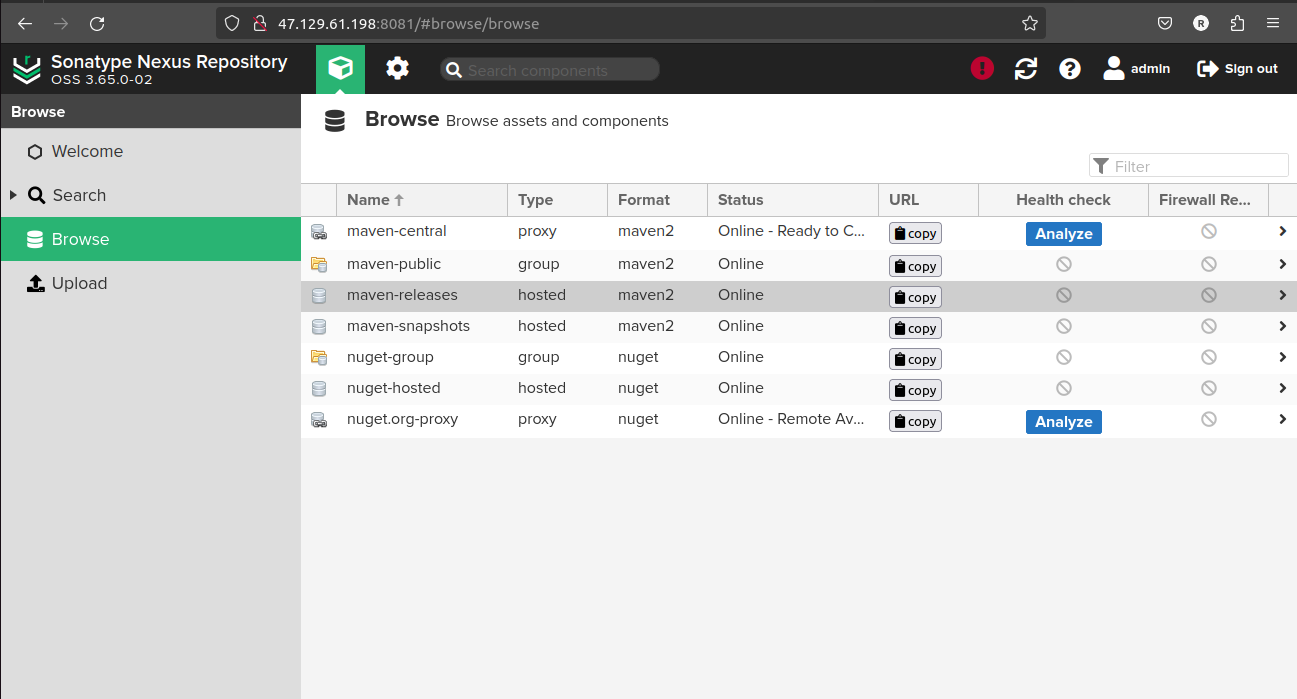 47.129.61.198:8081/#browse/browse
R
Sonatype Nexus Repository
OSS 3.65.0-02
Search components
admin
Sign out
Browse
Welcome
Search
Browse
Upload
Browse Browse assets and components
Filter
Name Type Format Status URL Health check Firewall Re...
maven-central proxy maven2 Online - Ready to C... copy Analyze
maven-public group maven2 Online copy
maven-releases hosted maven2 Online copy
maven-snapshots hosted maven2 Online copy
nuget-group group nuget Online copy
nuget-hosted hosted nuget Online copy
nuget.org-proxy proxy nuget Online - Remote Av... copy Analyze